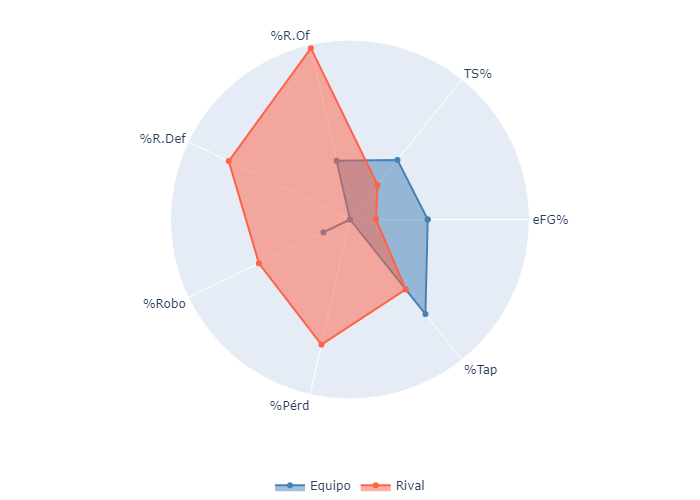 %R.Of
TS%
%R.Def
eFG%
%Robo
%Tap
%Pérd
Equipo
Rival